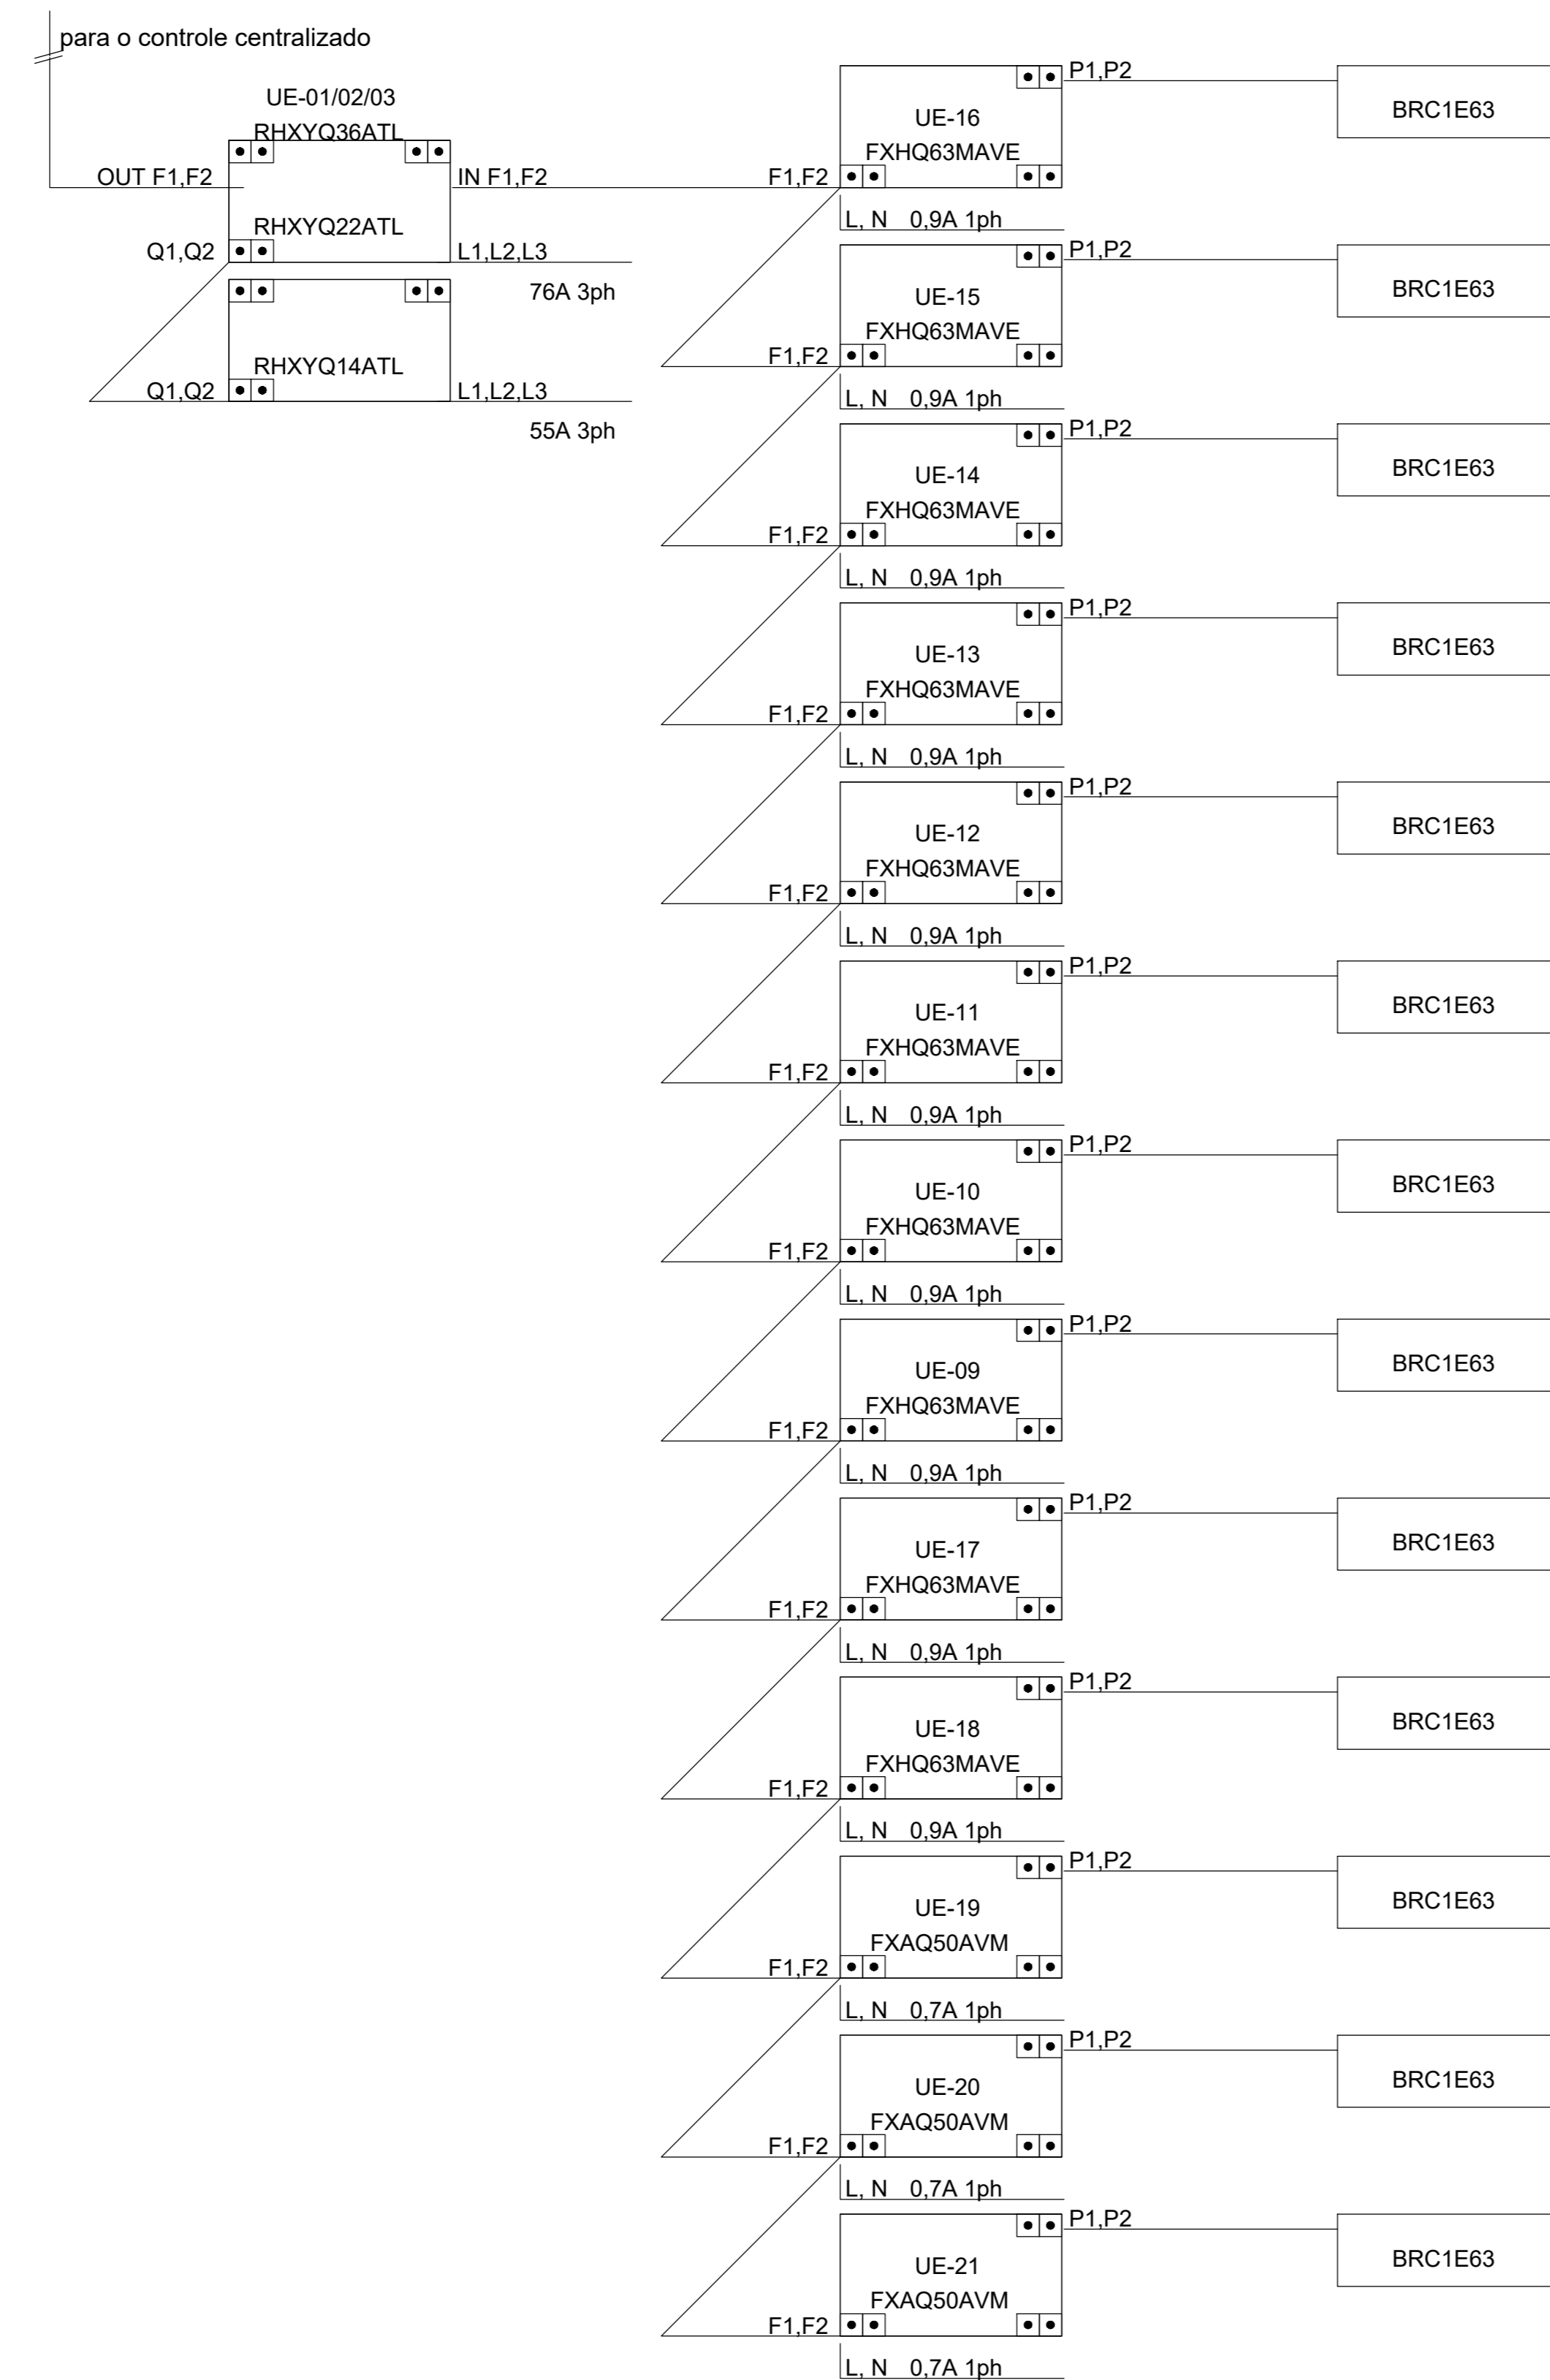 para o controle centralizado
UE-01/02/03
RHXYQ36ATL
OUT F1,F2
IN F1,F2
RHXYQ22ATL
Q1,Q2
L1,L2,L3
76A 3ph
RHXYQ14ATL
Q1,Q2
L1,L2,L3
55A 3ph
P1,P2
UE-16
BRC1E63
FXHQ63MAVE
F1,F2
L, N 0,9A 1ph
P1,P2
UE-15
BRC1E63
FXHQ63MAVE
F1,F2
L, N 0,9A 1ph
P1,P2
UE-14
BRC1E63
FXHQ63MAVE
F1,F2
L, N 0,9A 1ph
P1,P2
UE-13
BRC1E63
FXHQ63MAVE
F1,F2
L, N 0,9A 1ph
P1,P2
UE-12
BRC1E63
FXHQ63MAVE
F1,F2
L, N 0,9A 1ph
P1,P2
UE-11
BRC1E63
FXHQ63MAVE
F1,F2
L, N 0,9A 1ph
P1,P2
UE-10
BRC1E63
FXHQ63MAVE
F1,F2
L, N 0,9A 1ph
P1,P2
UE-09
BRC1E63
FXHQ63MAVE
F1,F2
L, N 0,9A 1ph
P1,P2
UE-17
BRC1E63
FXHQ63MAVE
F1,F2
L, N 0,9A 1ph
P1,P2
UE-18
BRC1E63
FXHQ63MAVE
F1,F2
L, N 0,9A 1ph
P1,P2
UE-19
BRC1E63
FXAQ50AVM
F1,F2
L, N 0,7A 1ph
P1,P2
UE-20
BRC1E63
FXAQ50AVM
F1,F2
L, N 0,7A 1ph
P1,P2
UE-21
BRC1E63
FXAQ50AVM
F1,F2
L, N 0,7A 1ph